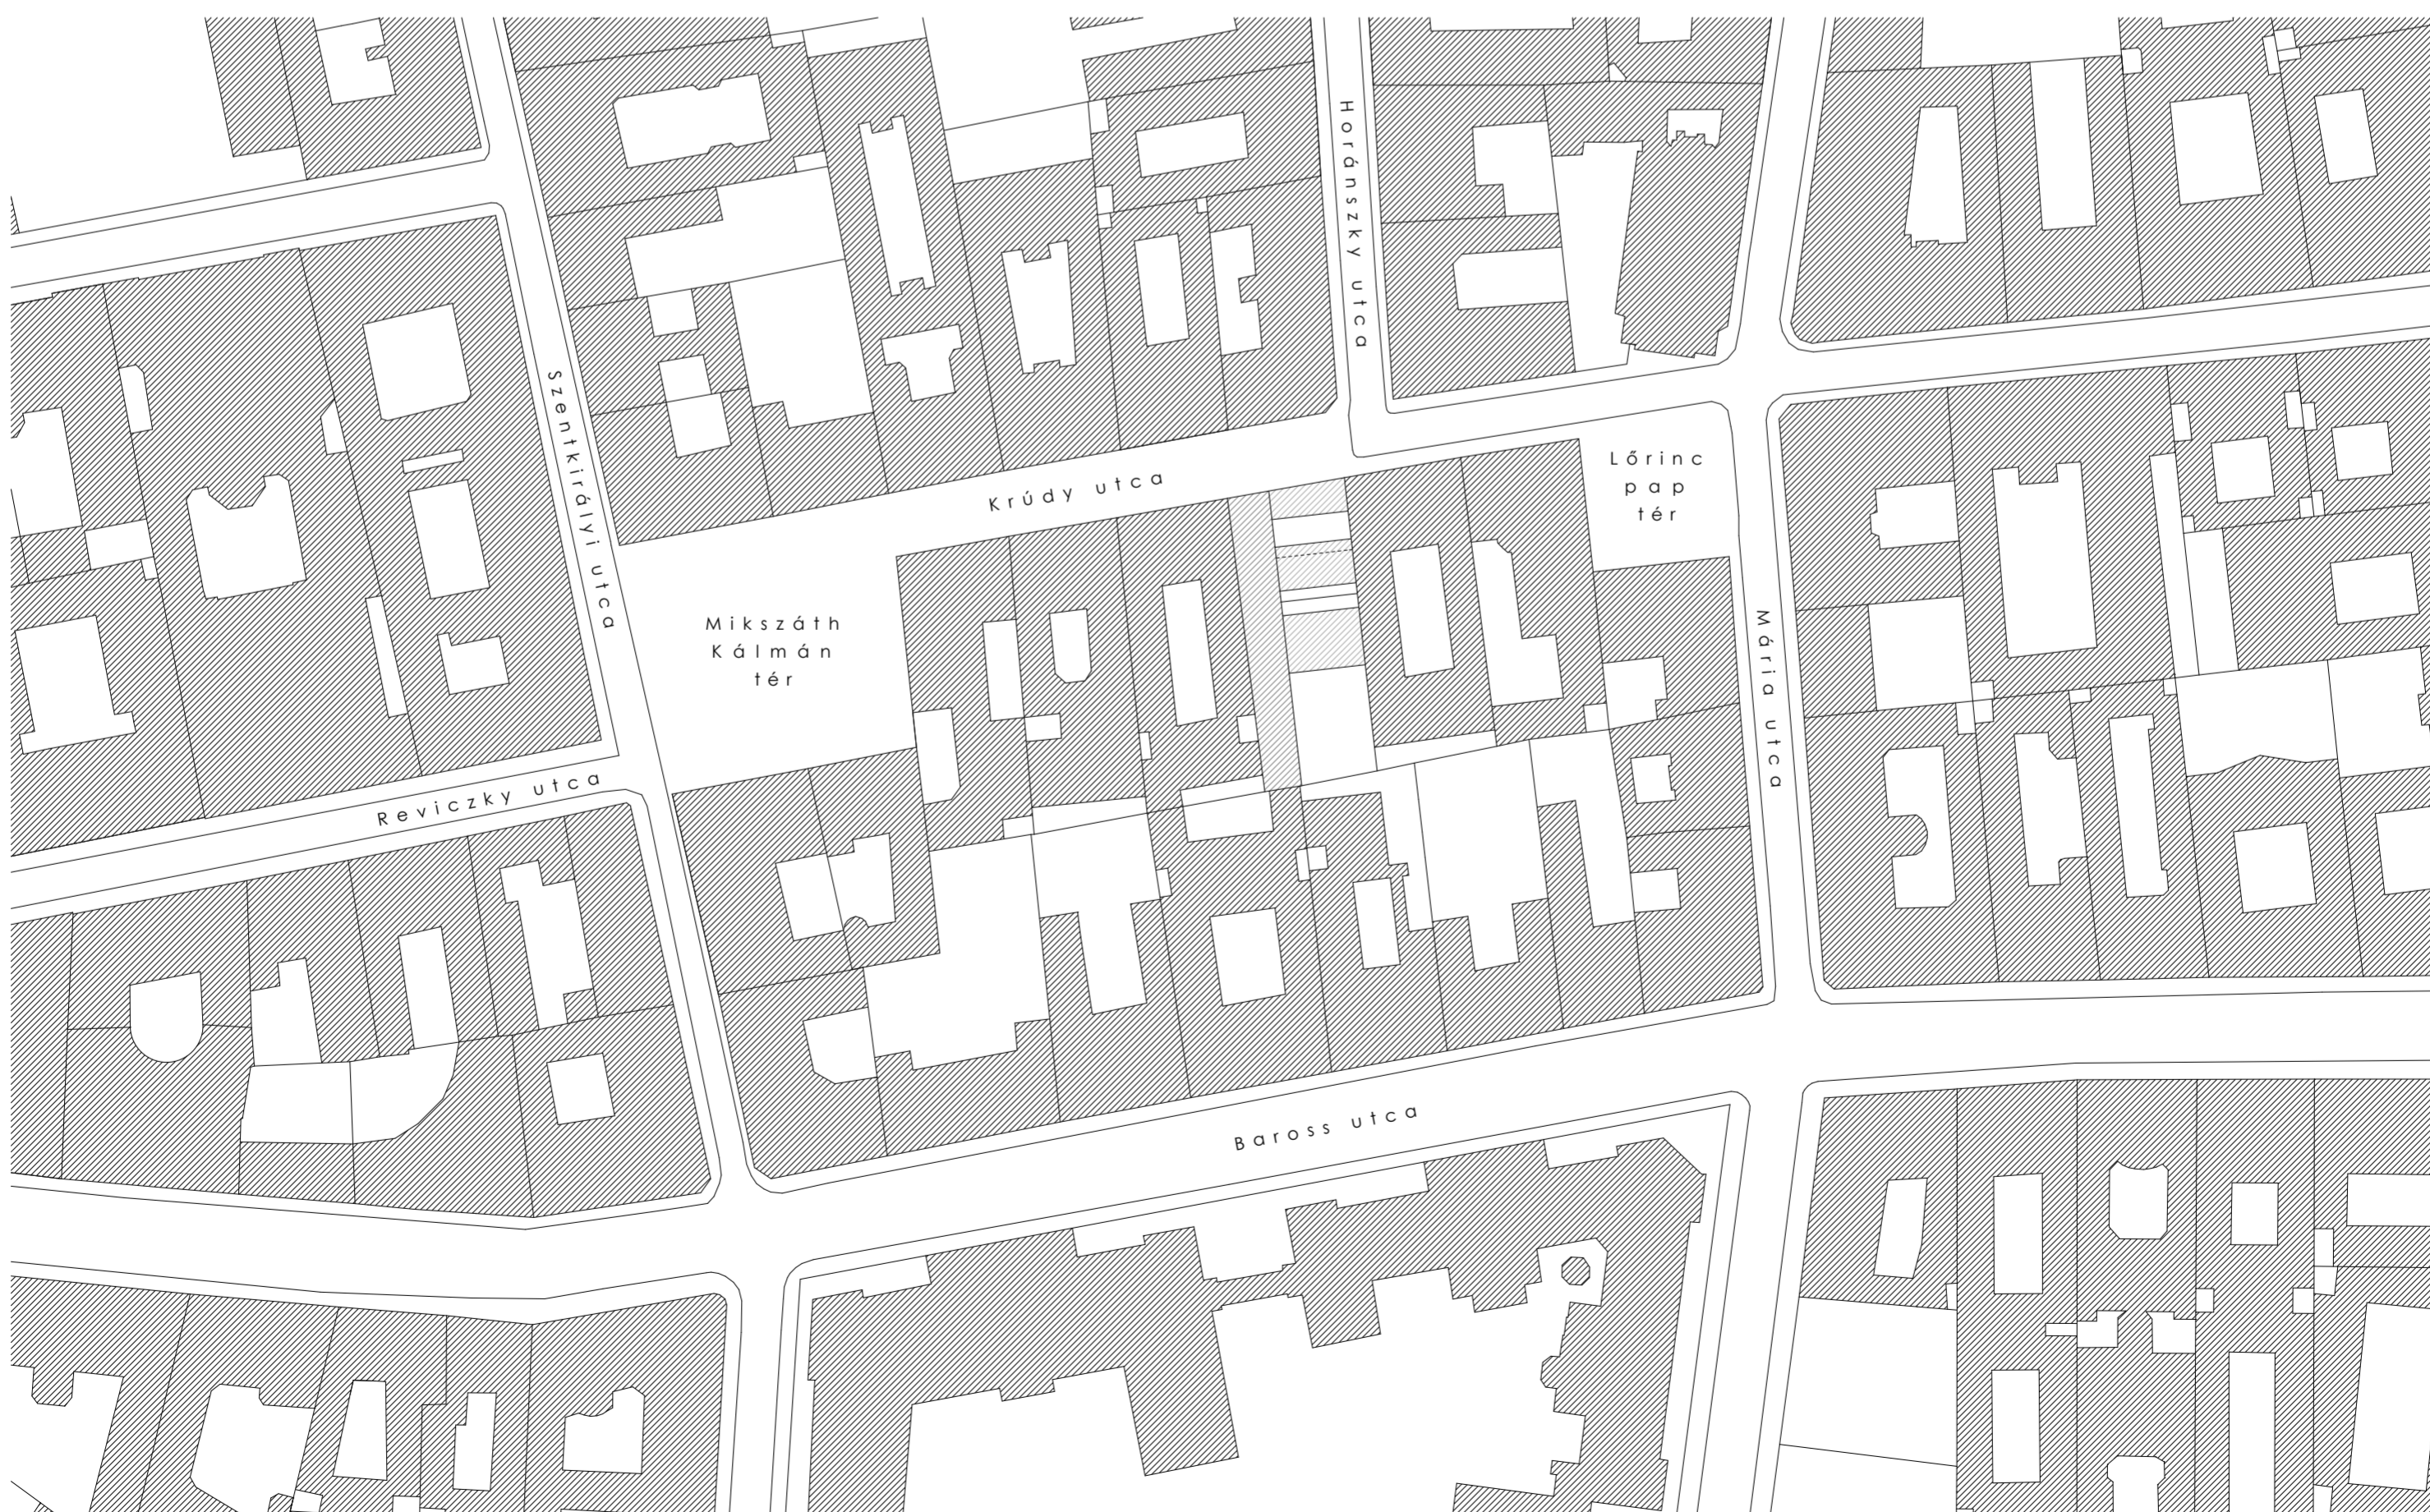 Horánszky utca
Szentkirályi utca
Krúdy utca
Lőrinc
pap
tér
Mikszáth
Kálmán
tér
Mária utca
Reviczky utca
Baross utca